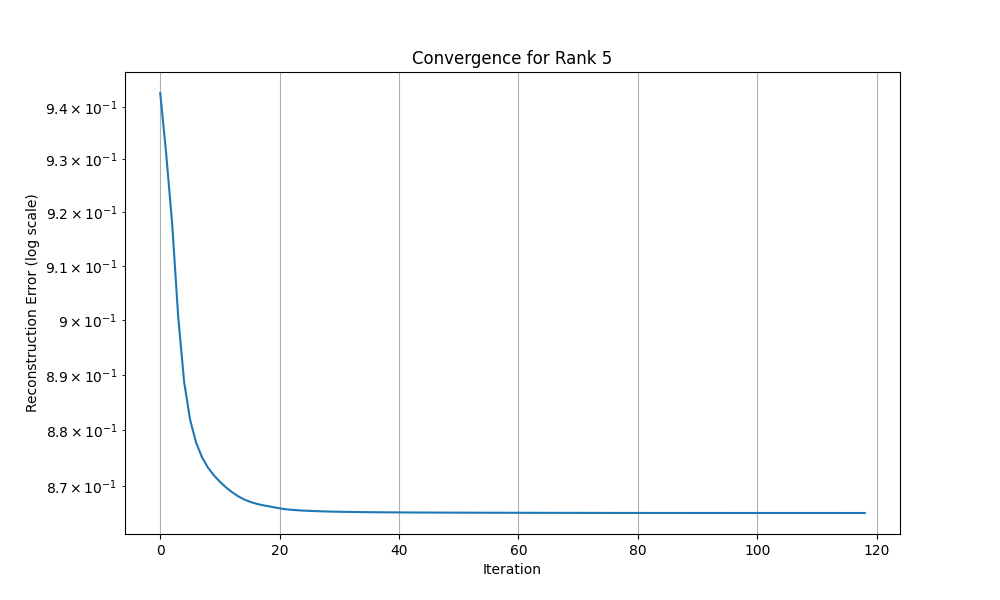 Convergence for Rank 5
Reconstruction Error (log scale)
9.4 × 10⁻¹
9.3 × 10⁻¹
9.2 × 10⁻¹
9.1 × 10⁻¹
9 × 10⁻¹
8.9 × 10⁻¹
8.8 × 10⁻¹
8.7 × 10⁻¹
0 20 40 60 80 100 120
Iteration